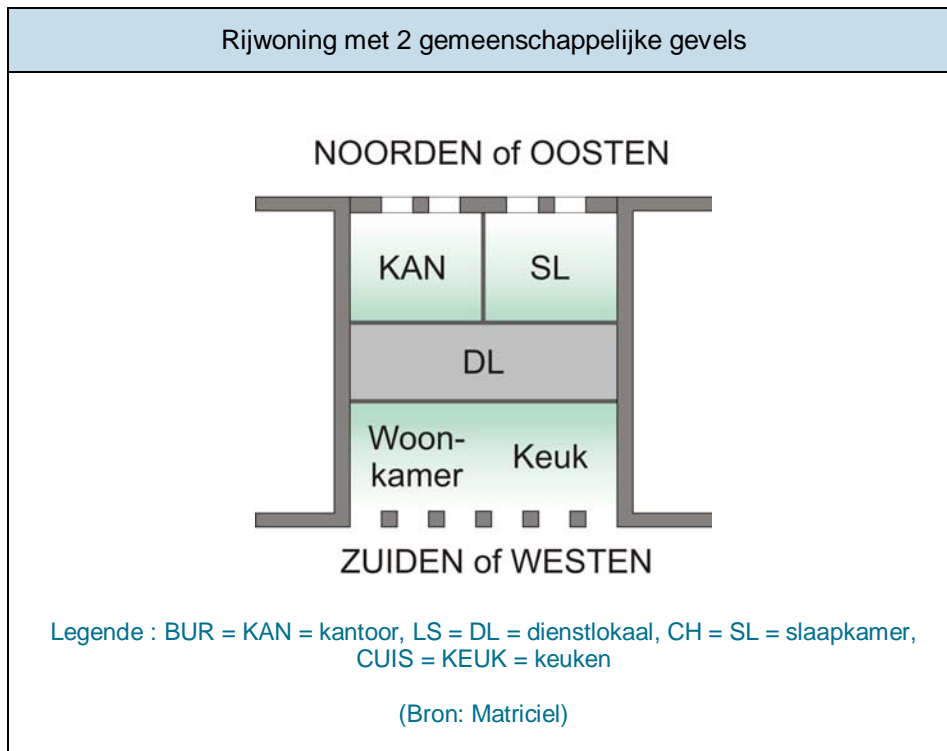 Rijwoning met 2 gemeenschappelijke gevels
NOORDEN of OOSTEN
KAN SL
DL
Woon-
kamer
Keuk
ZUIDEN of WESTEN
Legende : BUR = KAN = kantoor, LS = DL = dienstlokaal, CH = SL = slaapkamer,
CUIS = KEUK = keuken
(Bron: Matriciel)